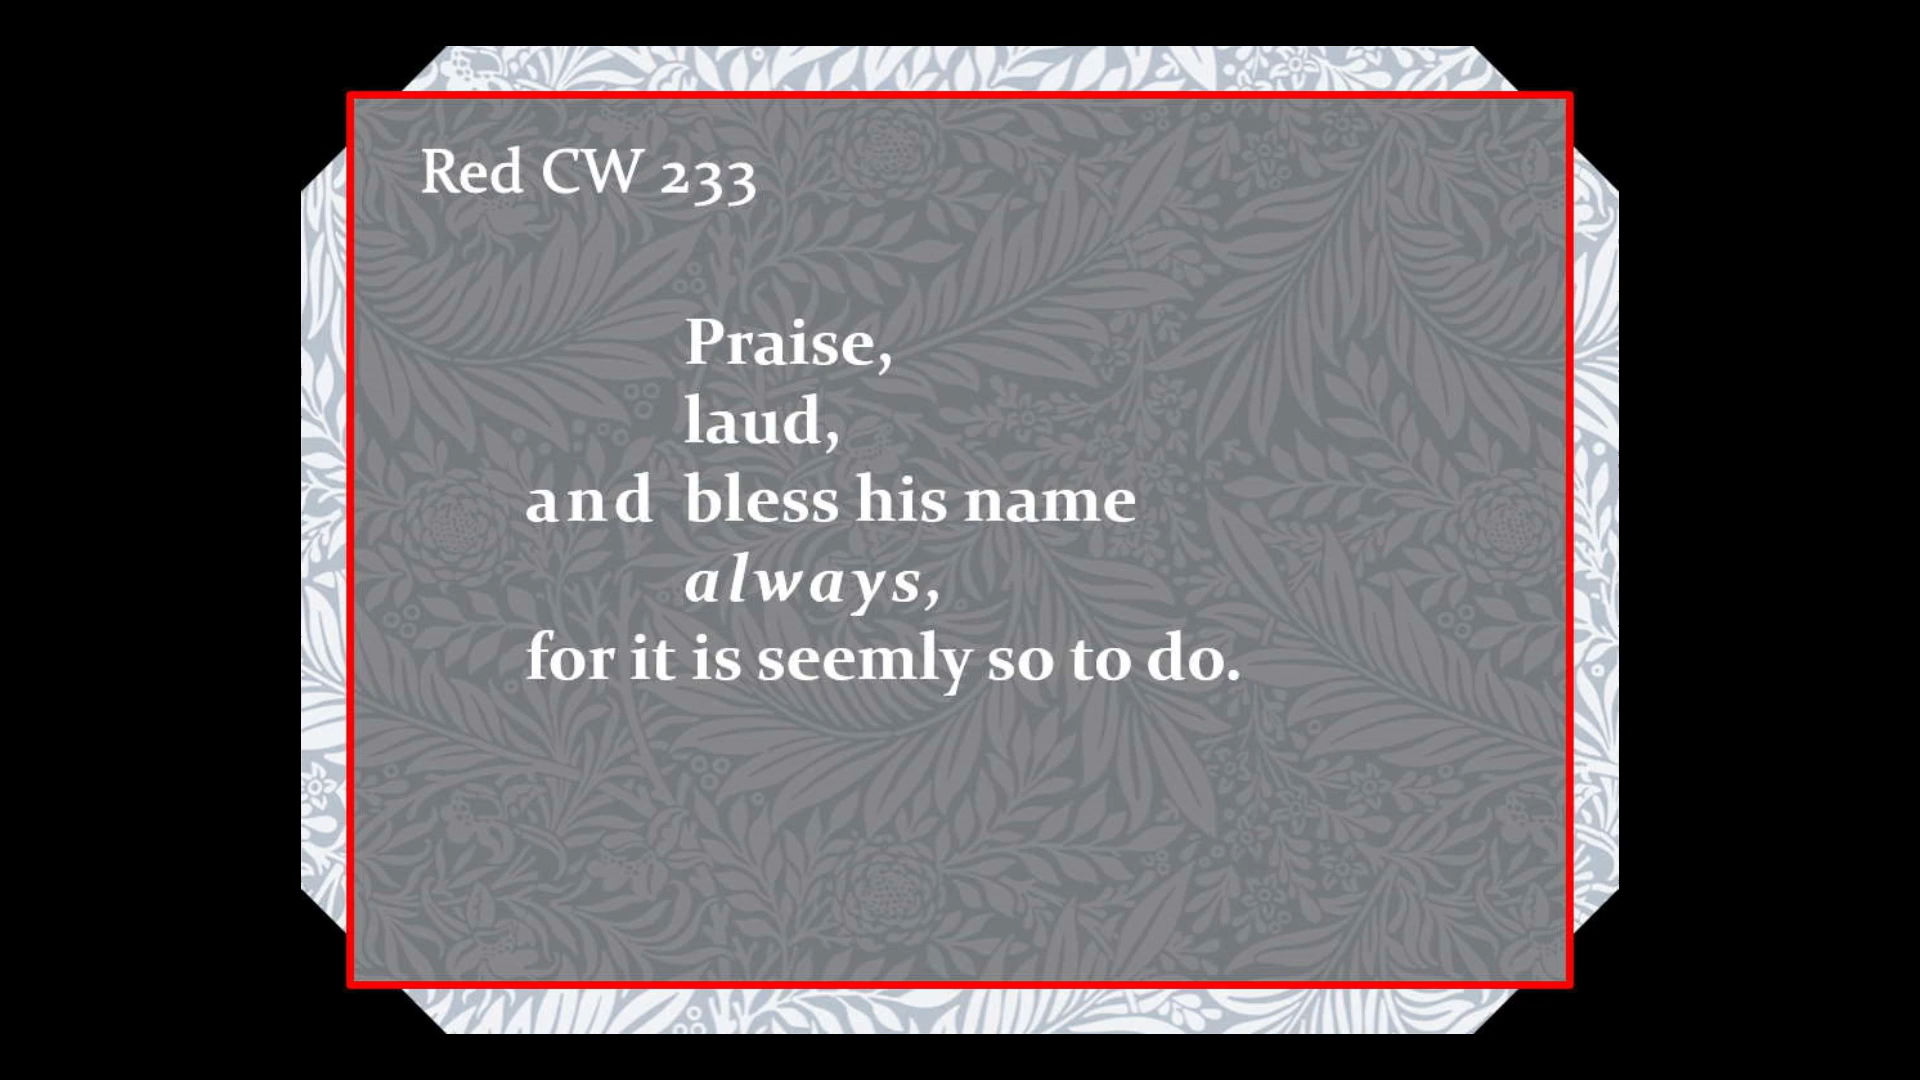 Red CW 233
Praise,
laud,
and bless his name
always,
for it is seemly so to do.